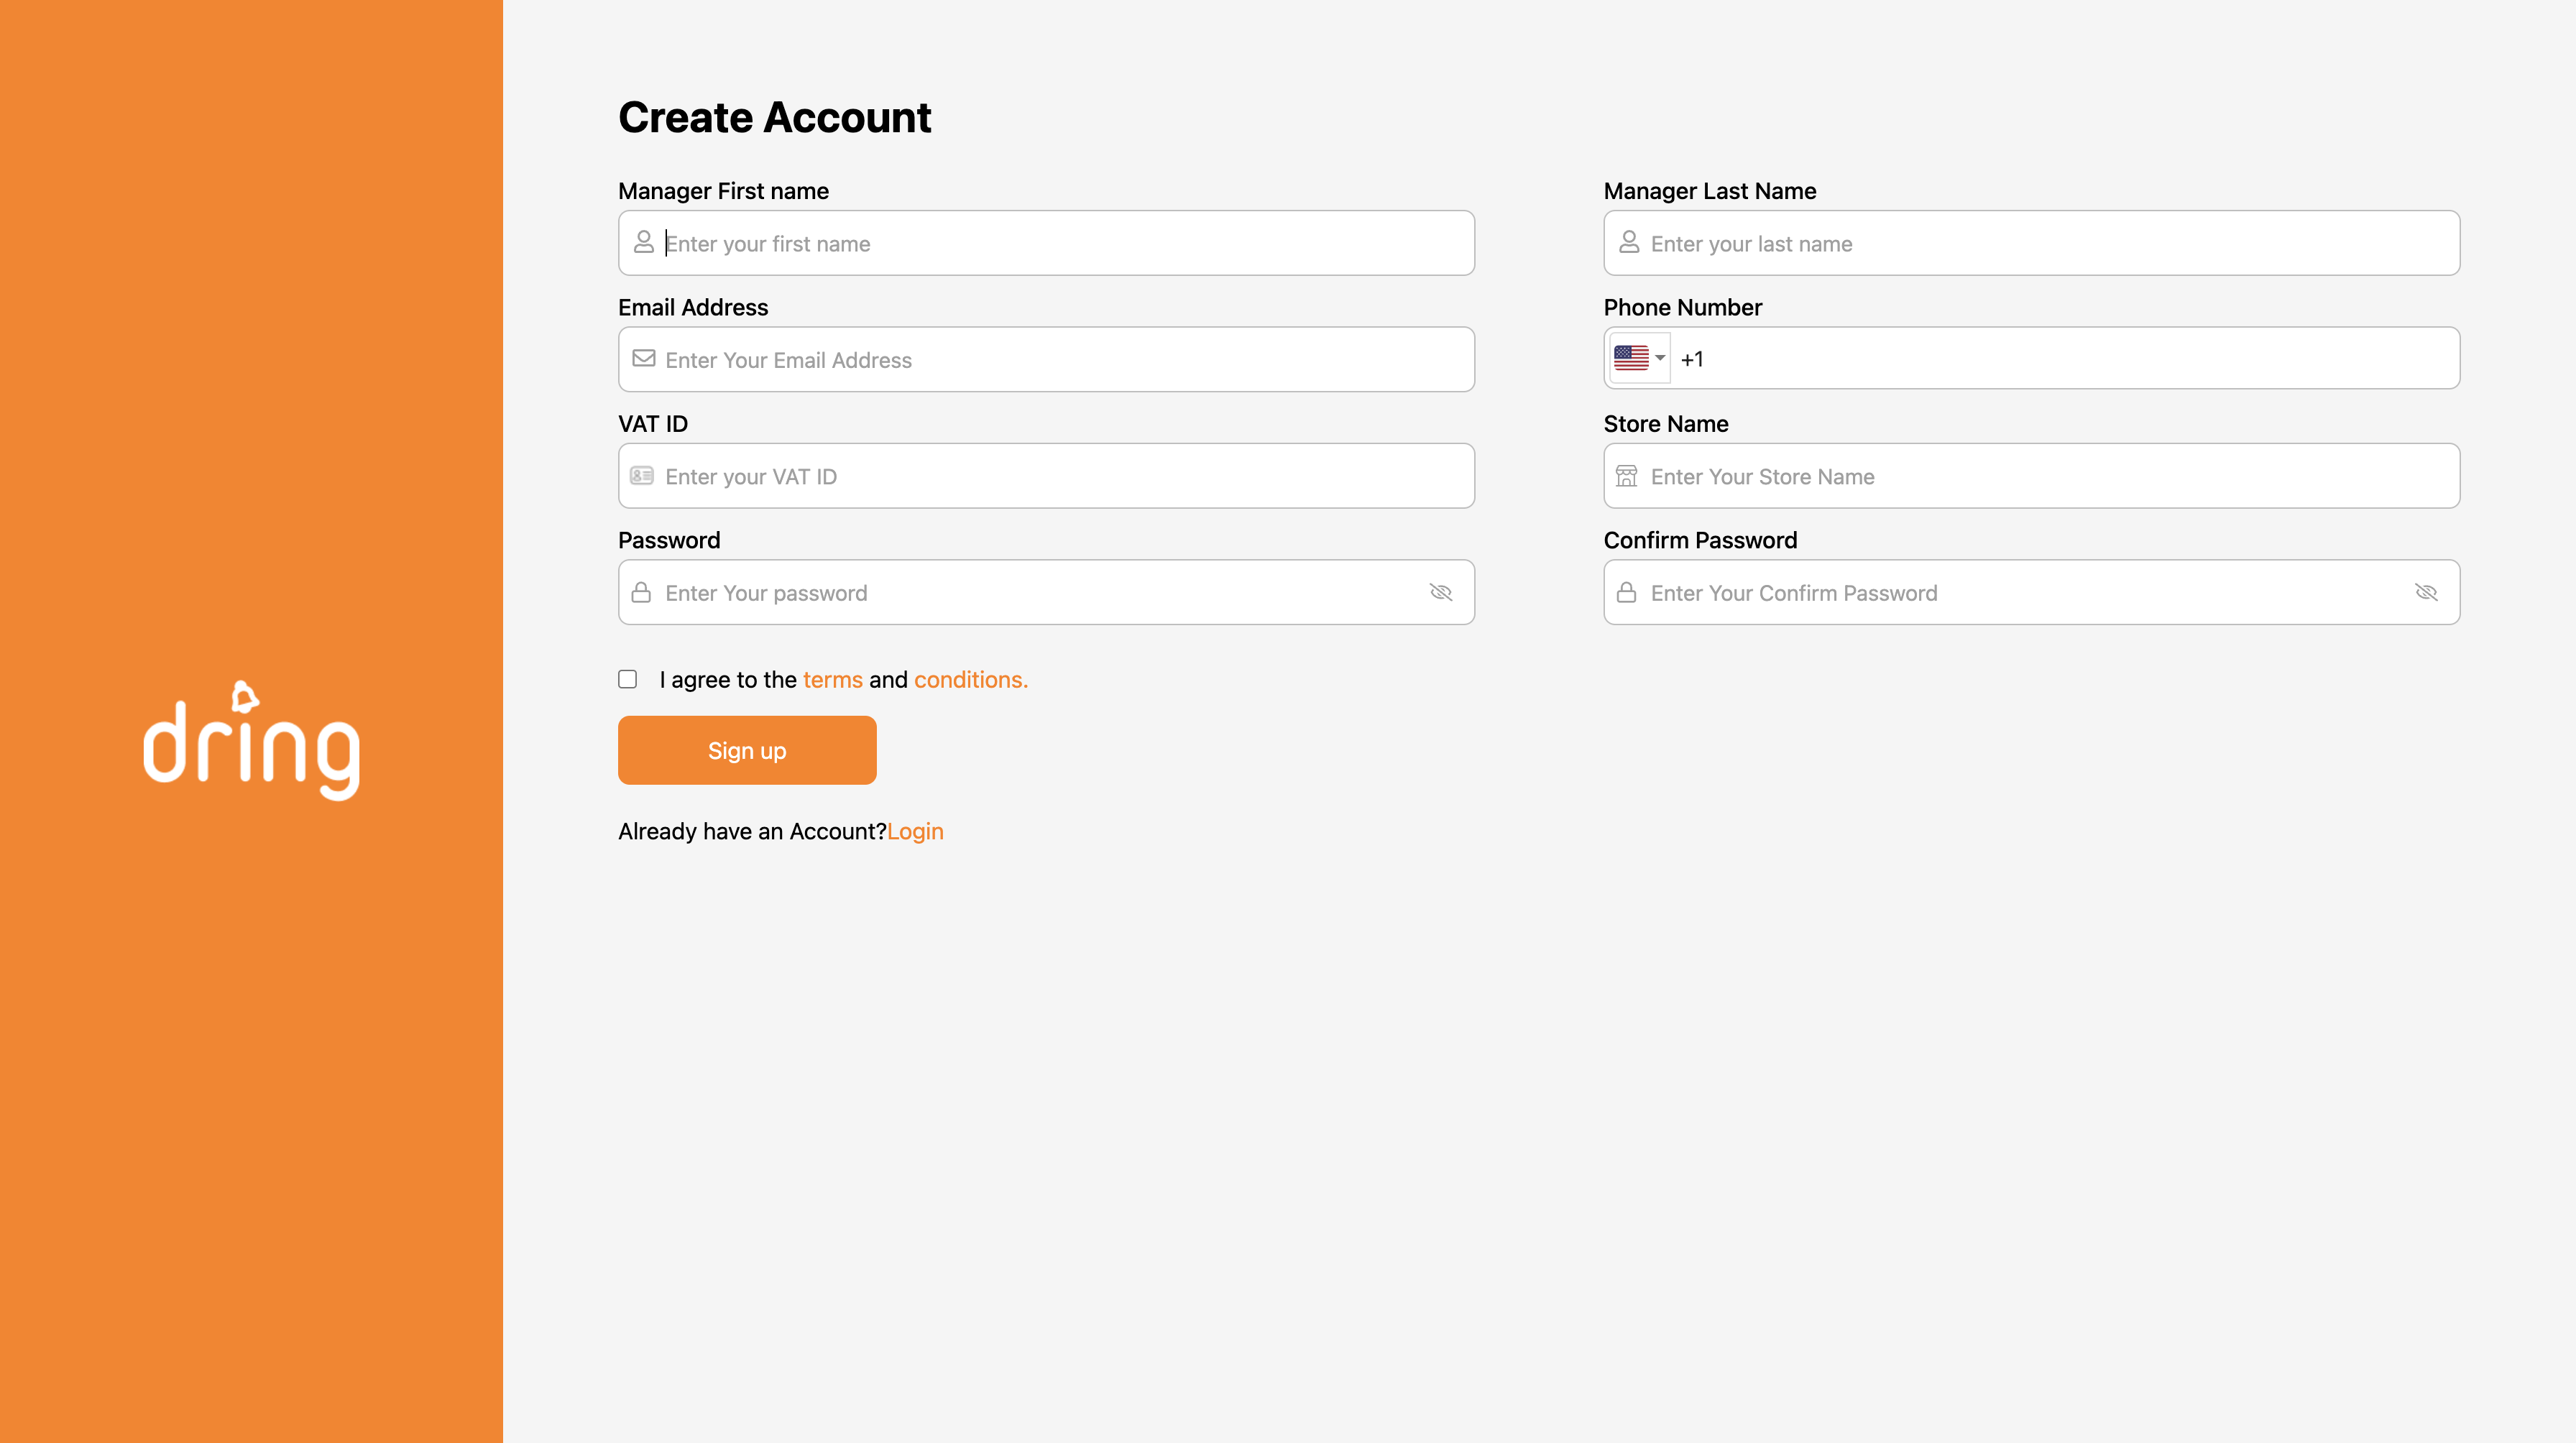 dring
Create Account
Manager First name
Manager Last Name
Enter your first name
Enter your last name
Email Address
Phone Number
Enter Your Email Address
+1
VAT ID
Store Name
Enter your VAT ID
Enter Your Store Name
Password
Confirm Password
Enter Your password
Enter Your Confirm Password
I agree to the terms and conditions.
Sign up
Already have an Account?Login